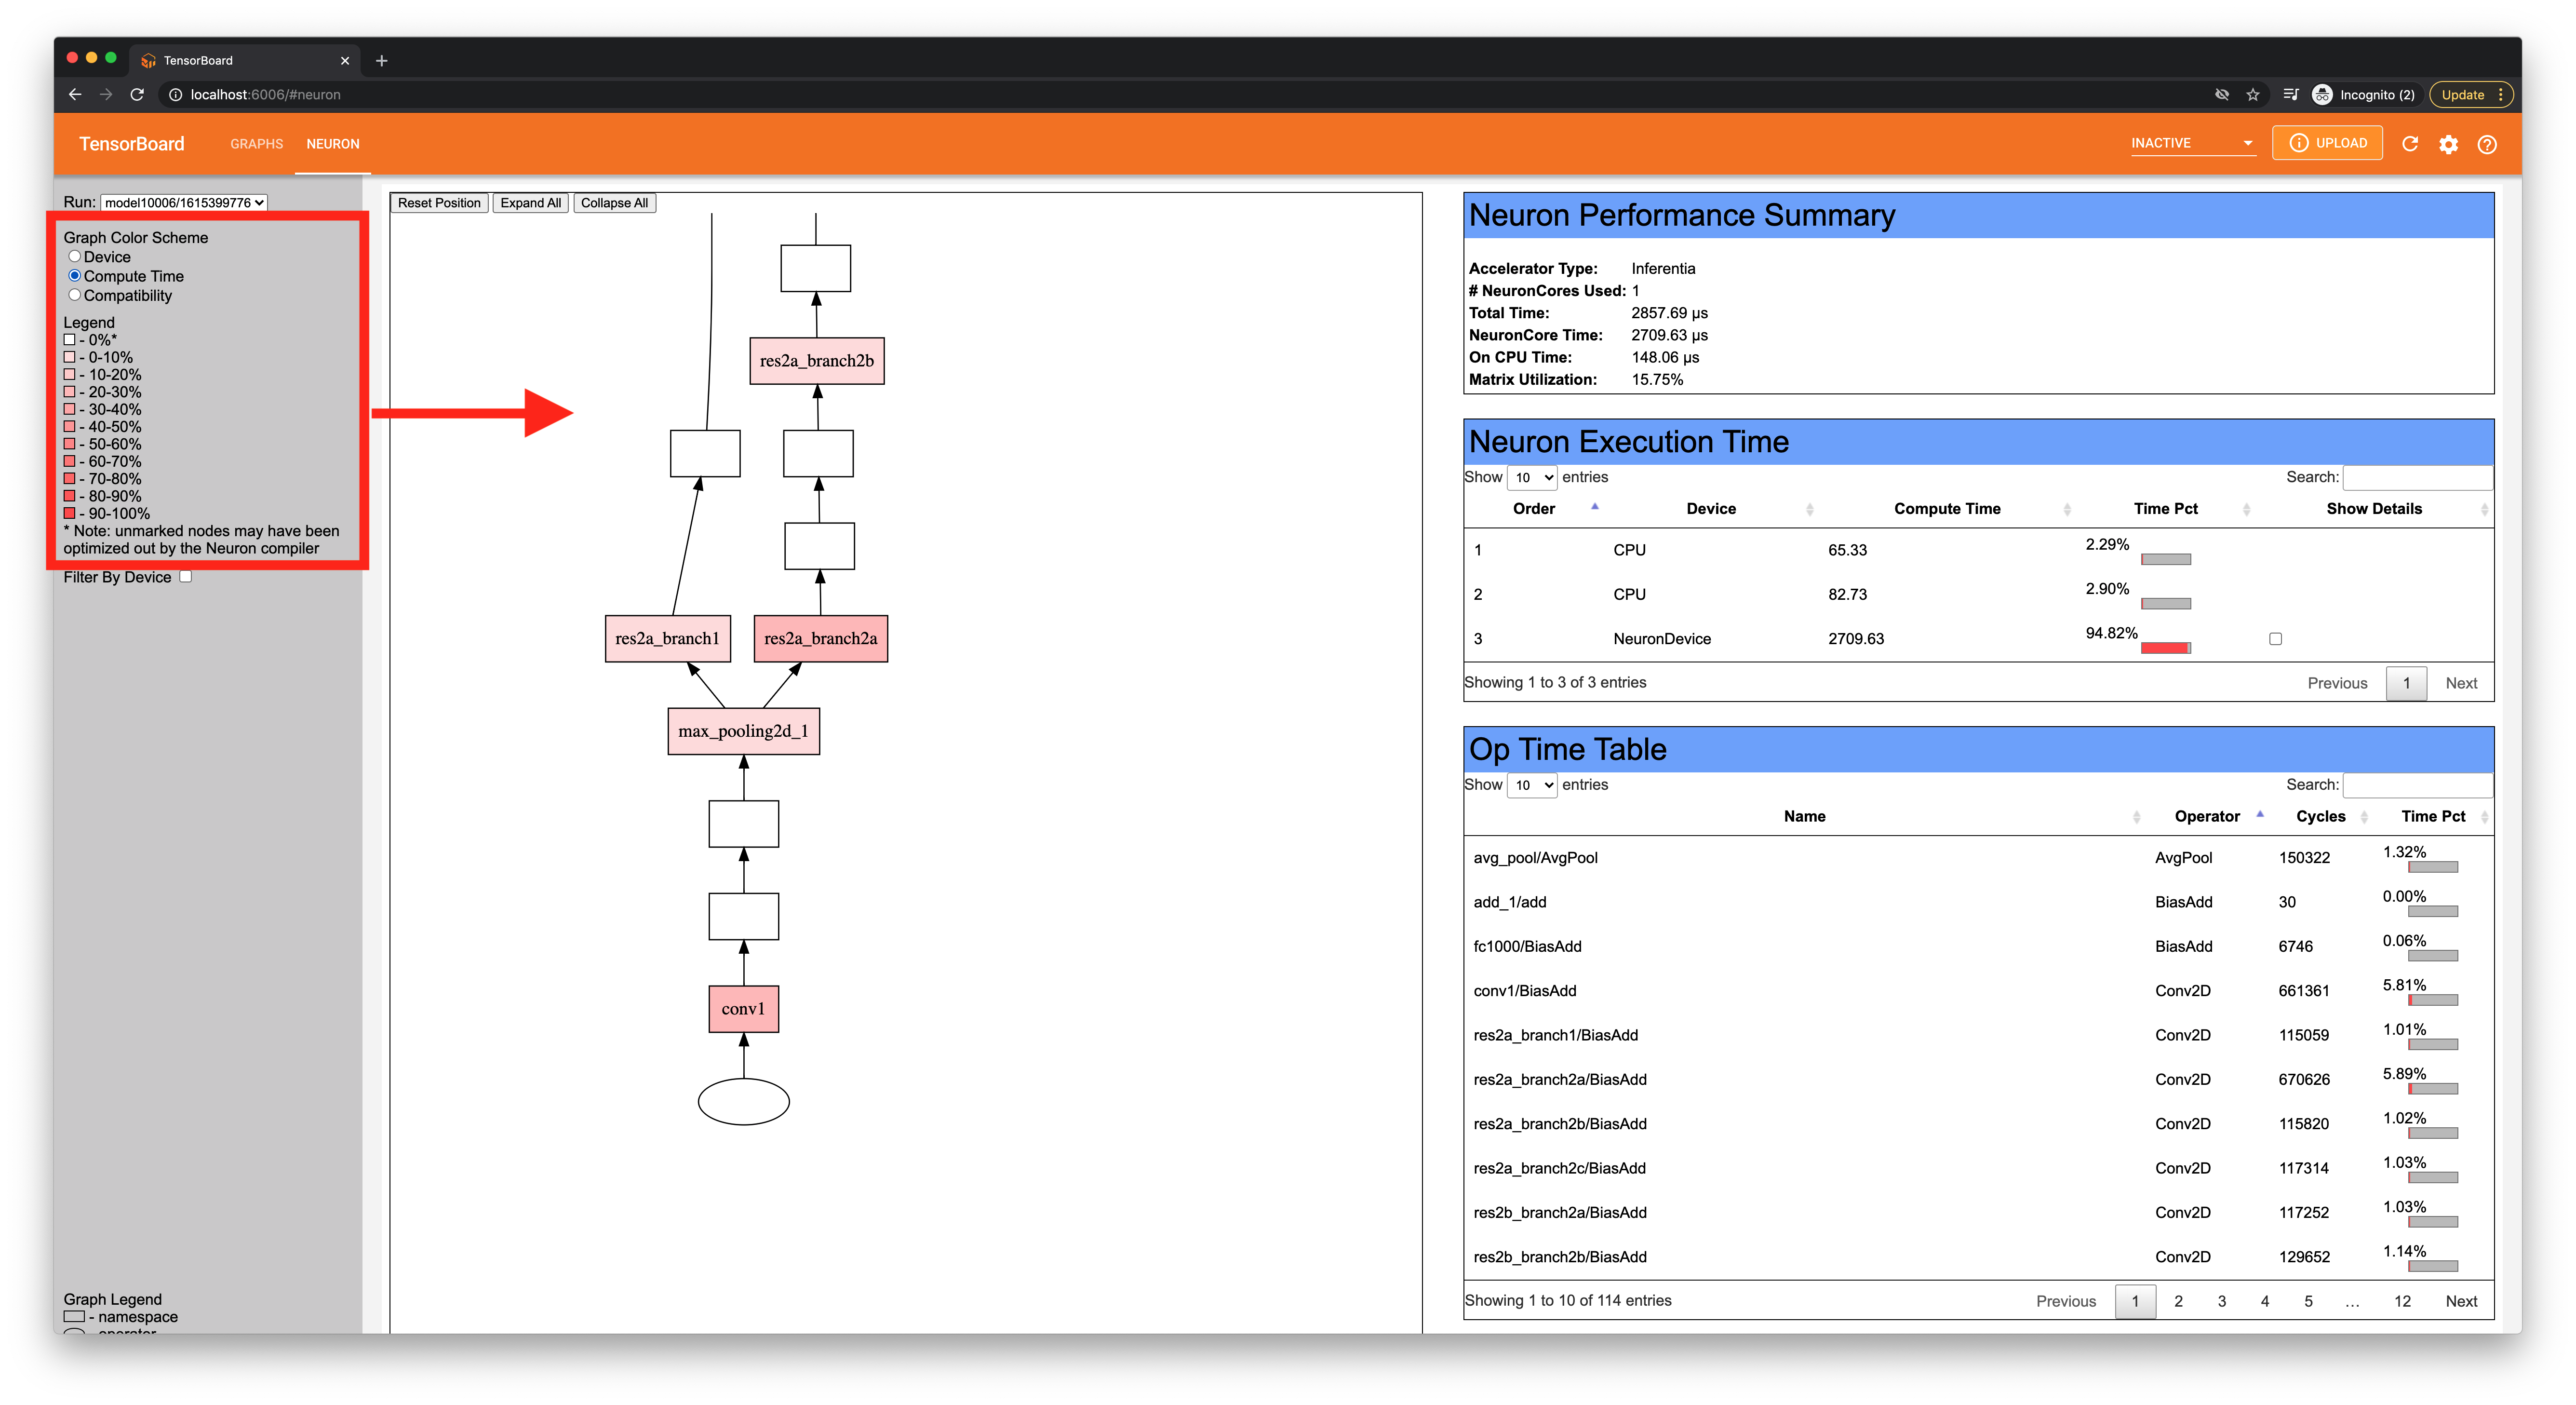 TensorBoard
localhost:6006/#neuron
Incognito (2)
Update
TensorBoard
GRAPHS
NEURON
INACTIVE
UPLOAD
Run: model10006/1615399776
Graph Color Scheme
Device
Compute Time
Compatibility
Legend
- 0%*
- 0-10%
- 10-20%
- 20-30%
- 30-40%
- 40-50%
- 50-60%
- 60-70%
- 70-80%
- 80-90%
- 90-100%
* Note: unmarked nodes may have been
optimized out by the Neuron compiler
Filter By Device
Graph Legend
- namespace
- operator
Reset Position
Expand All
Collapse All
res2a_branch2b
res2a_branch1
res2a_branch2a
max_pooling2d_1
conv1
Neuron Performance Summary
Accelerator Type: Inferentia
# NeuronCores Used: 1
Total Time: 2857.69 µs
NeuronCore Time: 2709.63 µs
On CPU Time: 148.06 µs
Matrix Utilization: 15.75%
Neuron Execution Time
Show 10 entries
Search:
Order Device Compute Time Time Pct Show Details
1 CPU 65.33 2.29%
2 CPU 82.73 2.90%
3 NeuronDevice 2709.63 94.82%
Showing 1 to 3 of 3 entries
Previous 1 Next
Op Time Table
Show 10 entries
Search:
Name Operator Cycles Time Pct
avg_pool/AvgPool AvgPool 150322 1.32%
add_1/add BiasAdd 30 0.00%
fc1000/BiasAdd BiasAdd 6746 0.06%
conv1/BiasAdd Conv2D 661361 5.81%
res2a_branch1/BiasAdd Conv2D 115059 1.01%
res2a_branch2a/BiasAdd Conv2D 670626 5.89%
res2a_branch2b/BiasAdd Conv2D 115820 1.02%
res2a_branch2c/BiasAdd Conv2D 117314 1.03%
res2b_branch2a/BiasAdd Conv2D 117252 1.03%
res2b_branch2b/BiasAdd Conv2D 129652 1.14%
Showing 1 to 10 of 114 entries
Previous 1 2 3 4 5 ... 12 Next